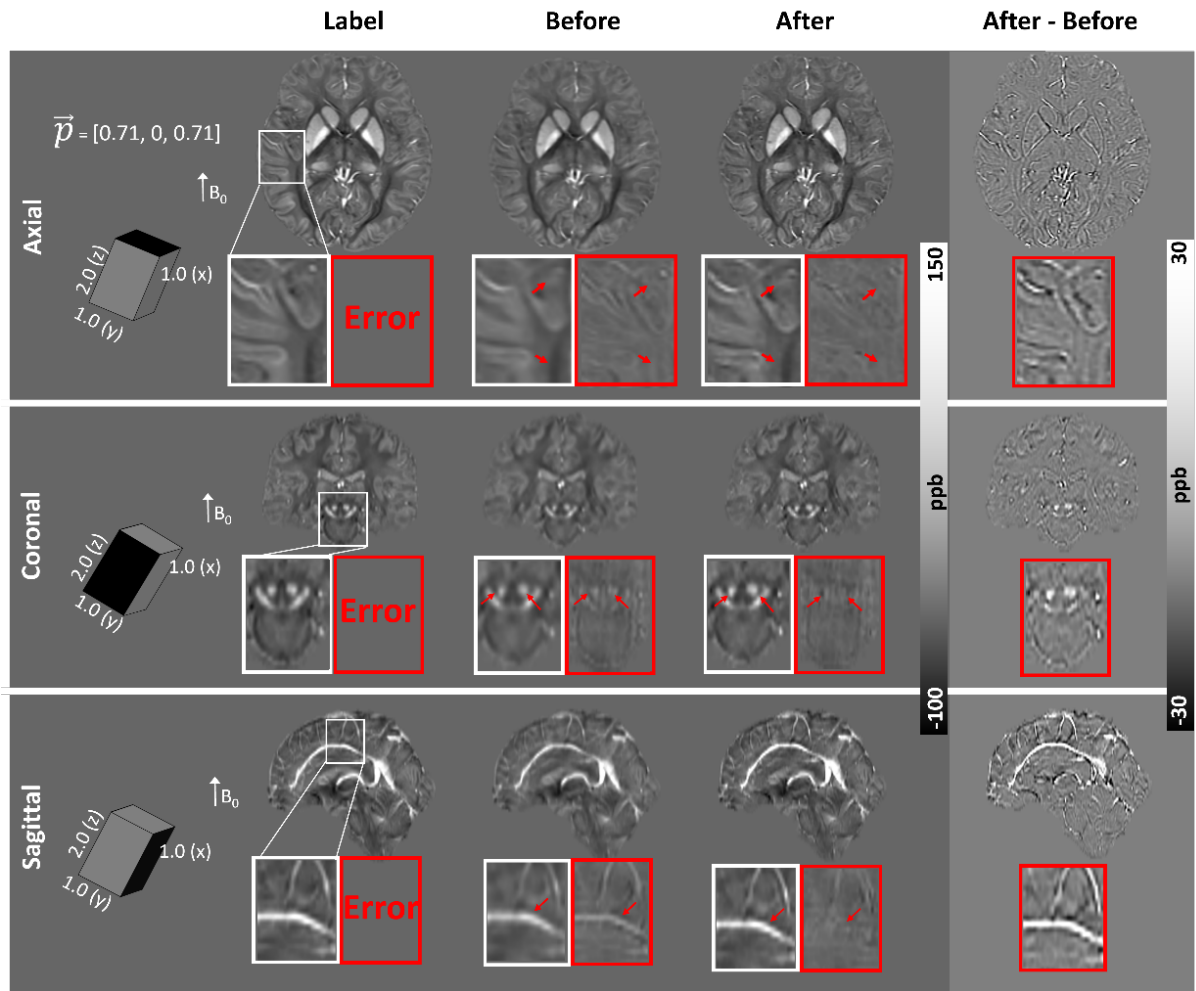 Label Before After After - Before
Axial
p⃗ = [0.71, 0, 0.71]
↑B₀
2.0 (z)
1.0 (x)
1.0 (y)
Error
150
30
Coronal
↑B₀
2.0 (z)
1.0 (x)
1.0 (y)
Error
ppb
ppb
-100
-30
Sagittal
↑B₀
2.0 (z)
1.0 (x)
1.0 (y)
Error